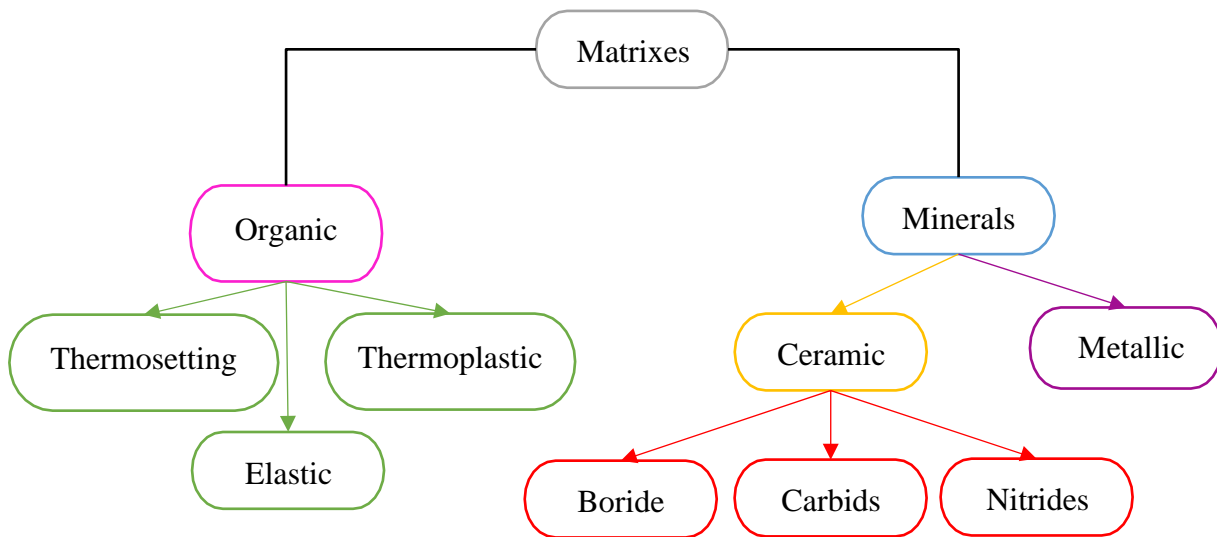 Matrixes
Organic
Minerals
Thermosetting
Thermoplastic
Ceramic
Metallic
Elastic
Boride
Carbids
Nitrides